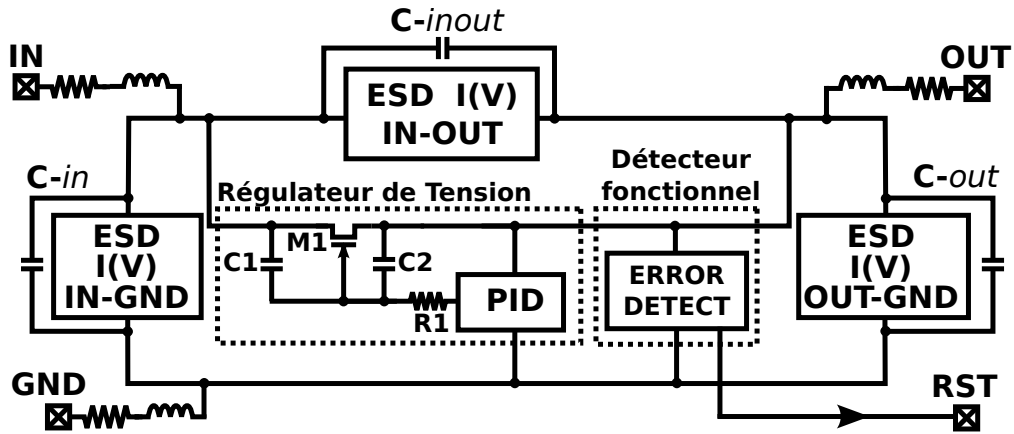 C-inout
IN
OUT
ESD I(V)
IN-OUT
Détecteur
fonctionnel
C-in
C-out
Régulateur de Tension
ESD
I(V)
IN-GND
M1
C1
C2
R1
PID
ERROR
DETECT
ESD
I(V)
OUT-GND
GND
RST